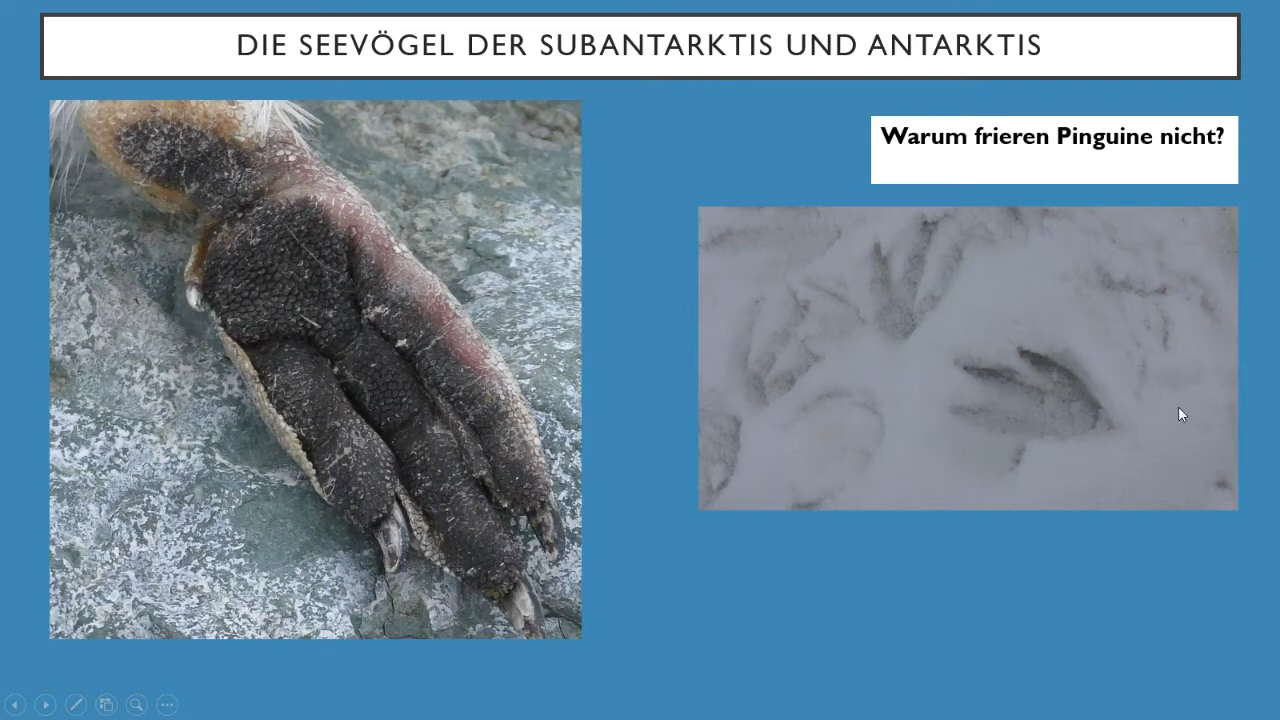 DIE SEEVÖGEL DER SUBANTARKTIS UND ANTARKTIS
Warum frieren Pinguine nicht?